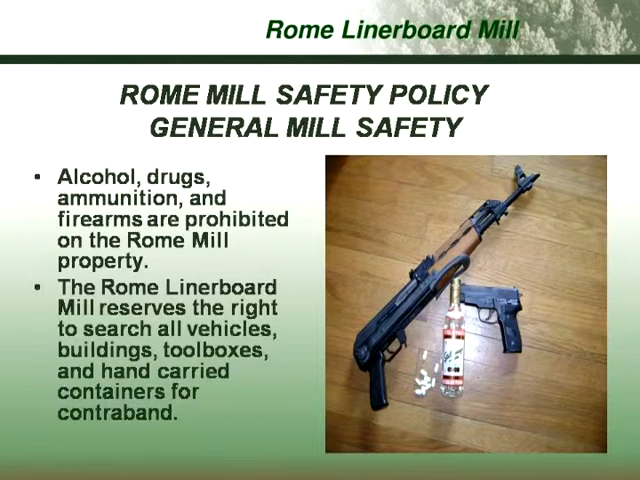 Rome Linerboard Mill
ROME MILL SAFETY POLICY
GENERAL MILL SAFETY
• Alcohol, drugs,
ammunition, and
firearms are prohibited
on the Rome Mill
property.
• The Rome Linerboard
Mill reserves the right
to search all vehicles,
buildings, toolboxes,
and hand carried
containers for
contraband.